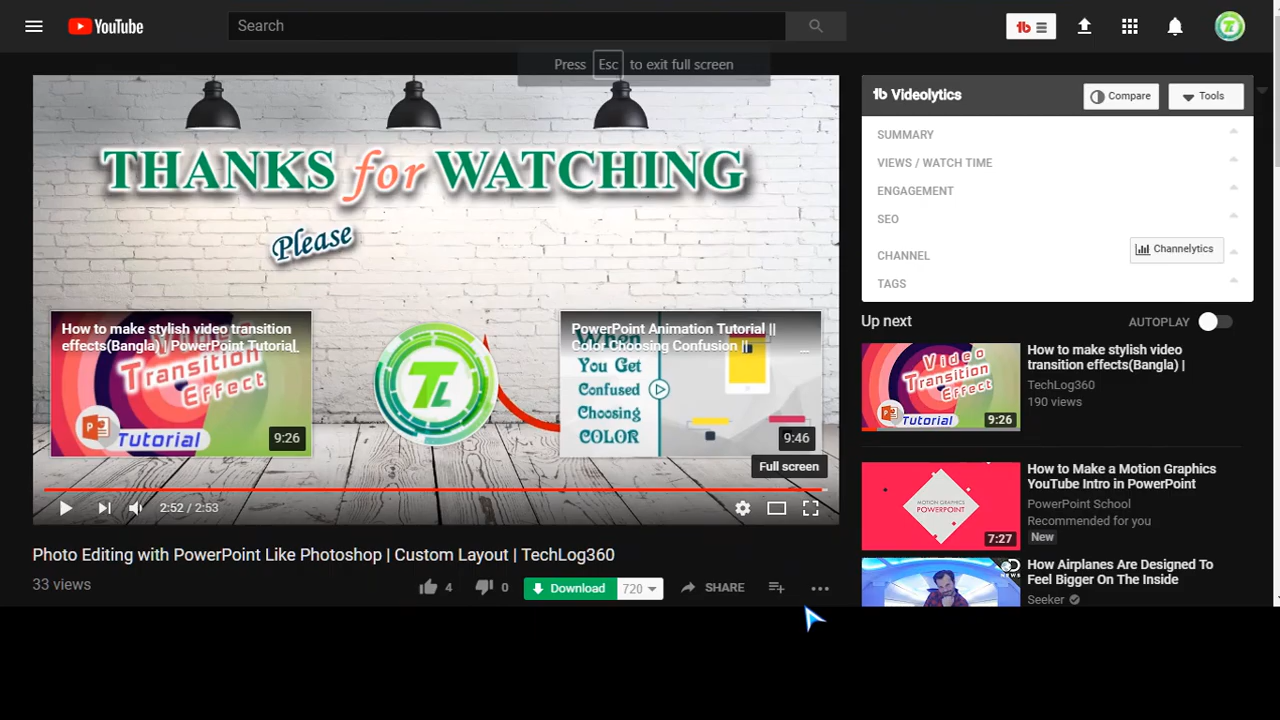 YouTube
Search
Press Esc to exit full screen
THANKS for WATCHING
Please
How to make stylish video transition
effects(Bangla) | PowerPoint Tutorial
Video
Transition
Effect
Tutorial
9:26
TL
PowerPoint Animation Tutorial ||
Color Choosing Confusion ||
When
You Get
Confused
Choosing
COLOR
9:46
Full screen
2:52 / 2:53
Photo Editing with PowerPoint Like Photoshop | Custom Layout | TechLog360
33 views
4
0
Download
720
SHARE
Videolytics
Compare
Tools
SUMMARY
VIEWS / WATCH TIME
ENGAGEMENT
SEO
CHANNEL
Channelytics
TAGS
Up next
AUTOPLAY
Video
Transition
Effect
Tutorial
9:26
How to make stylish video
transition effects(Bangla) |
TechLog360
190 views
MOTION GRAPHICS
POWERPOINT
7:27
How to Make a Motion Graphics
YouTube Intro in PowerPoint
PowerPoint School
Recommended for you
New
NEWS
How Airplanes Are Designed To
Feel Bigger On The Inside
Seeker